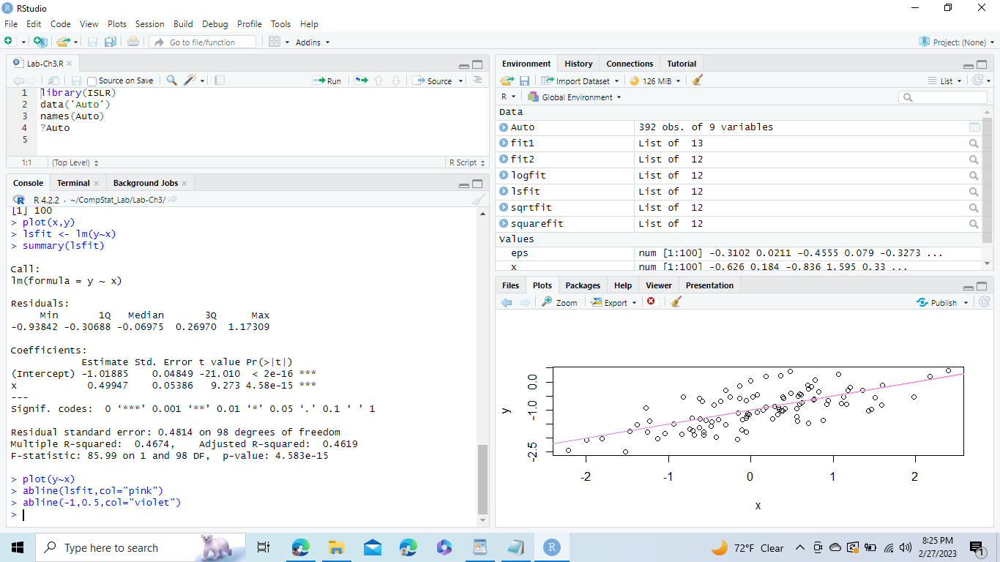 RStudio
File Edit Code View Plots Session Build Debug Profile Tools Help
Go to file/function Addins Project: (None)
Lab-Ch3.R
Source on Save Run Source
1 library(ISLR)
2 data('Auto')
3 names(Auto)
4 ?Auto
5
1:1 (Top Level) R Script
Console Terminal Background Jobs
R 4.2.2 · ~/CompStat_Lab/Lab-Ch3/
[1] 100
> plot(x,y)
> lsfit <- lm(y~x)
> summary(lsfit)
Call:
lm(formula = y ~ x)
Residuals:
Min 1Q Median 3Q Max
-0.93842 -0.30688 -0.06975 0.26970 1.17309
Coefficients:
Estimate Std. Error t value Pr(>|t|)
(Intercept) -1.01885 0.04849 -21.010 < 2e-16 ***
x 0.49947 0.05386 9.273 4.58e-15 ***
---
Signif. codes: 0 ‘***’ 0.001 ‘**’ 0.01 ‘*’ 0.05 ‘.’ 0.1 ‘ ’ 1
Residual standard error: 0.4814 on 98 degrees of freedom
Multiple R-squared: 0.4674, Adjusted R-squared: 0.4619
F-statistic: 85.99 on 1 and 98 DF, p-value: 4.583e-15
> plot(y~x)
> abline(lsfit,col="pink")
> abline(-1,0.5,col="violet")
>
Environment History Connections Tutorial
Import Dataset 126 MiB List
R Global Environment
Data
Auto 392 obs. of 9 variables
fit1 List of 13
fit2 List of 12
logfit List of 12
lsfit List of 12
sqrtfit List of 12
squarefit List of 12
Values
eps num [1:100] -0.3102 0.0211 -0.4555 0.079 -0.3273 ...
x num [1:100] -0.626 0.184 -0.836 1.595 0.33 ...
Files Plots Packages Help Viewer Presentation
Zoom Export Publish
0.0
-1.0
-2.5
y
-2 -1 0 1 2
x
Type here to search
72°F Clear
8:25 PM
2/27/2023
1